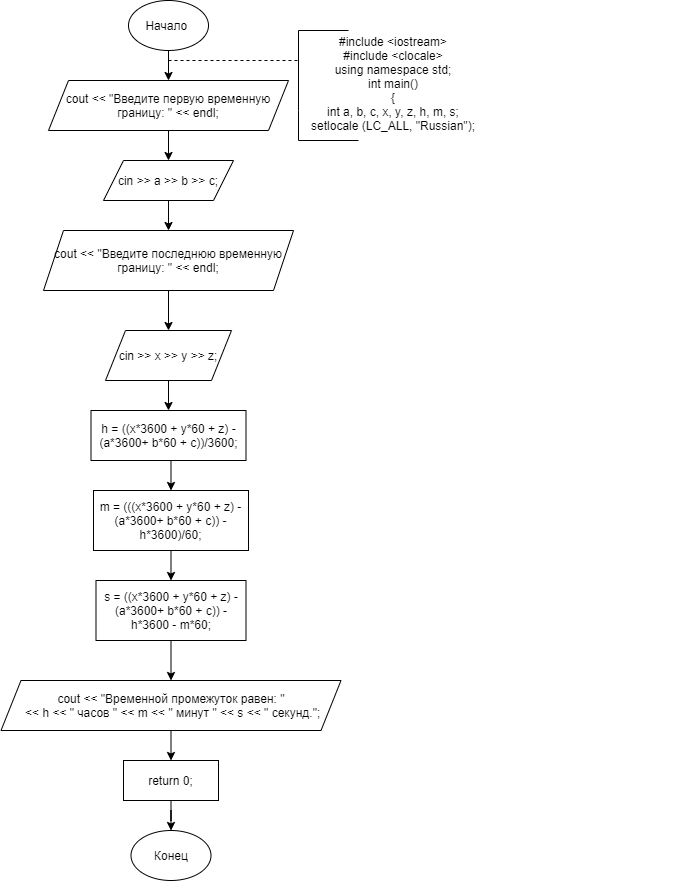 Начало
#include <iostream>
#include <clocale>
using namespace std;
int main()
{
int a, b, c, x, y, z, h, m, s;
setlocale (LC_ALL, "Russian");
cout << "Введите первую временную
границу: " << endl;
cin >> a >> b >> c;
cout << "Введите последнюю временную
границу: " << endl;
cin >> x >> y >> z;
h = ((x*3600 + y*60 + z) -
(a*3600+ b*60 + c))/3600;
m = (((x*3600 + y*60 + z) -
(a*3600+ b*60 + c)) -
h*3600)/60;
s = ((x*3600 + y*60 + z) -
(a*3600+ b*60 + c)) -
h*3600 - m*60;
cout << "Временной промежуток равен: "
<< h << " часов " << m << " минут " << s << " секунд.";
return 0;
Конец